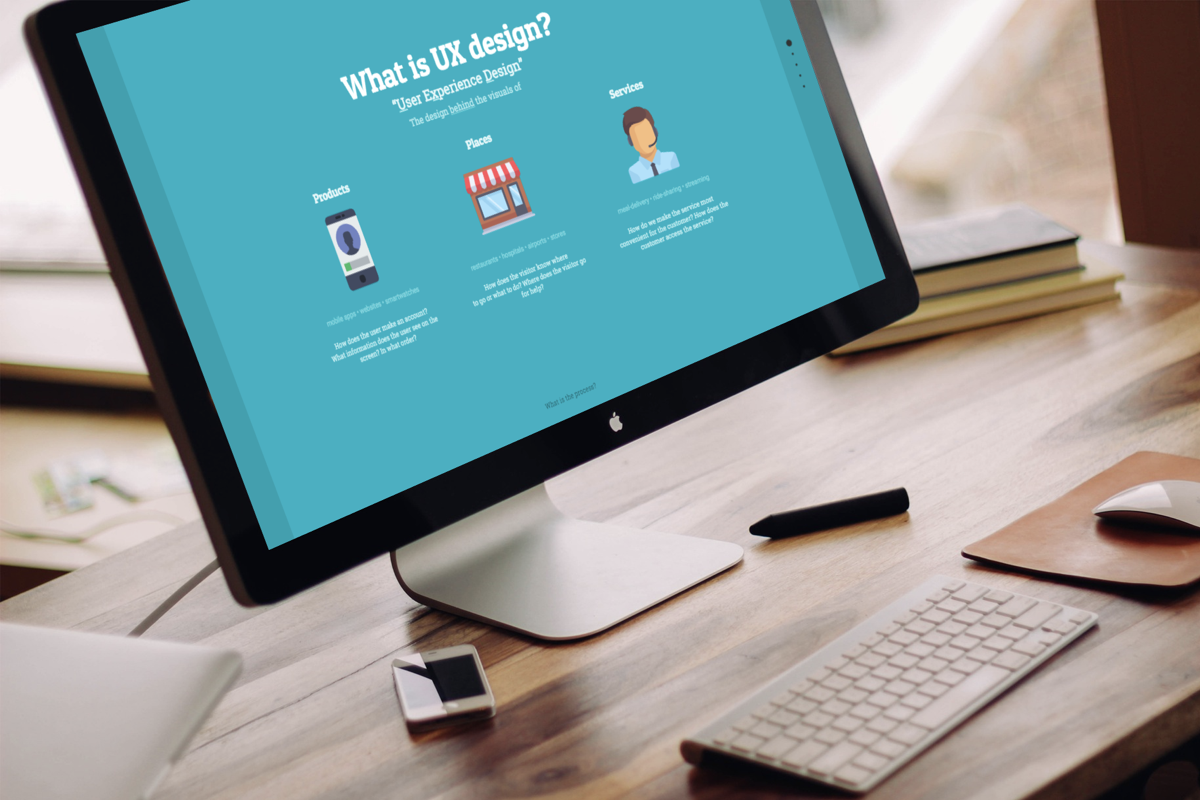 What is UX design?
"User Experience Design"
The design behind the visuals of
Products
mobile apps • websites • smartwatches
How does the user make an account?
What information does the user see on the
screen? In what order?
Places
restaurants • hospitals • airports • stores
How does the visitor know where
to go or what to do? Where does the visitor go
for help?
Services
meal-delivery • ride-sharing • streaming
How do we make the service most
convenient for the customer? How does the
customer access the service?
What is the process?